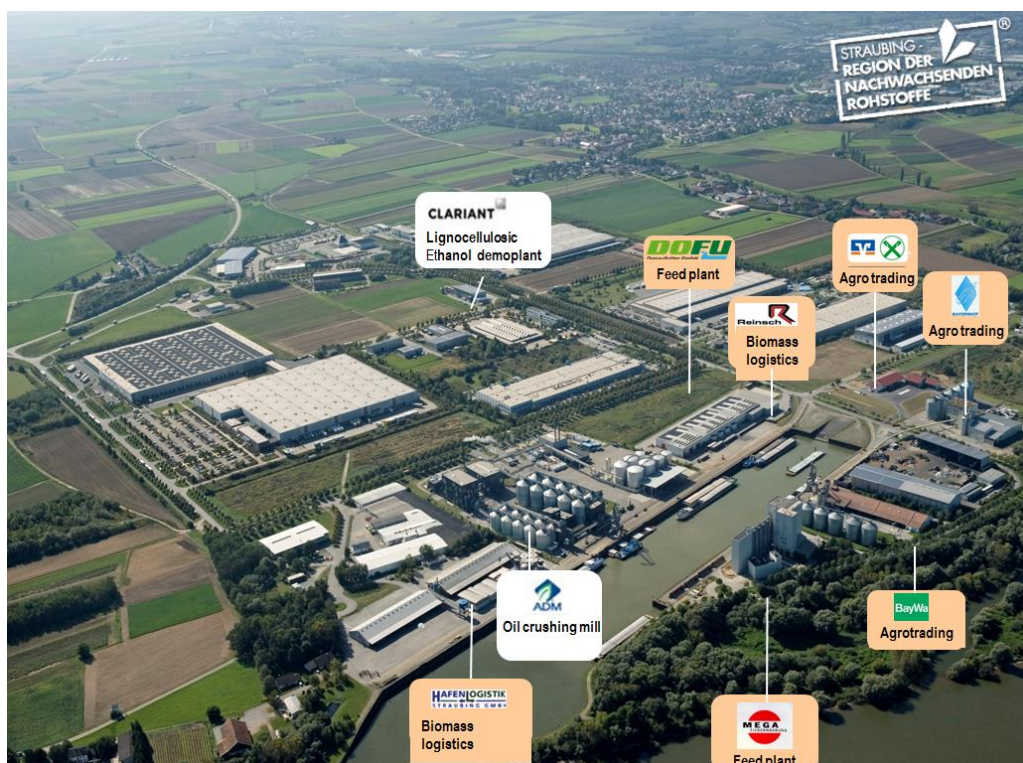 STRAUBING -
REGION DER
NACHWACHSENDEN
ROHSTOFFE
®
CLARIANT
Lignocellulosic
Ethanol demoplant
DOFU
Feed plant
Agro trading
Agro trading
Reinsch
Biomass
logistics
ADM
Oil crushing mill
BayWa
Agrotrading
HAFENLOGISTIK
STRAUBING GMBH
Biomass
logistics
MEGA
Feed plant